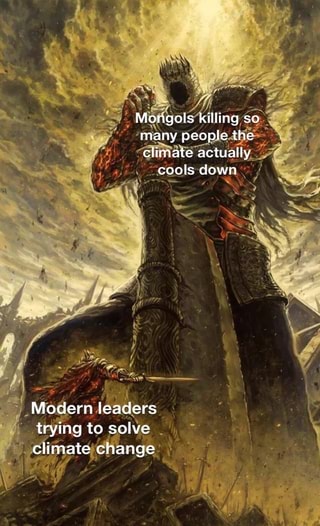 Mongols killing so
many people the
climate actually
cools down
Modern leaders
trying to solve
climate change